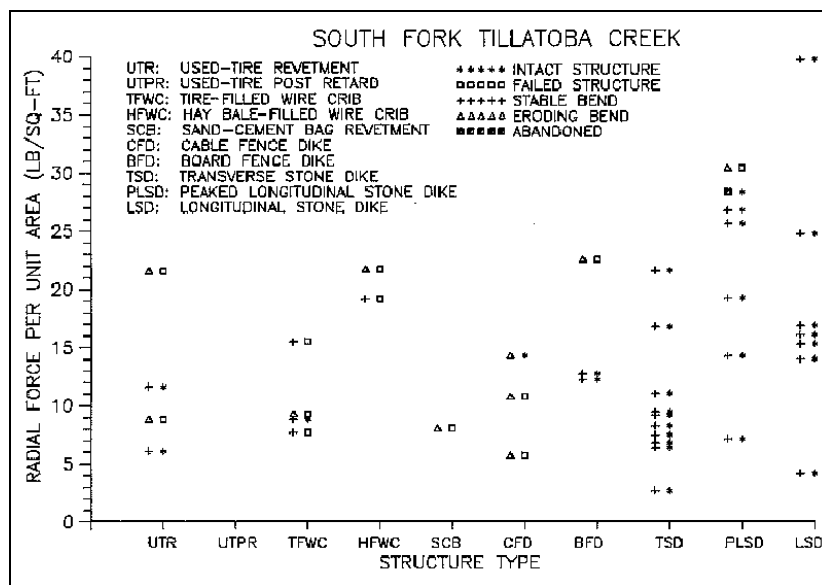 SOUTH FORK TILLATOBA CREEK
UTR: USED-TIRE REVETMENT
UTPR: USED-TIRE POST RETARD
TFWC: TIRE-FILLED WIRE CRIB
HFWC: HAY BALE-FILLED WIRE CRIB
SCB: SAND-CEMENT BAG REVETMENT
CFD: CABLE FENCE DIKE
BFD: BOARD FENCE DIKE
TSD: TRANSVERSE STONE DIKE
PLSD: PEAKED LONGITUDINAL STONE DIKE
LSD: LONGITUDINAL STONE DIKE
INTACT STRUCTURE
FAILED STRUCTURE
STABLE BEND
ERODING BEND
ABANDONED
RADIAL FORCE PER UNIT AREA (LB/SQ-FT)
40
35
30
25
20
15
10
5
0
UTR UTPR TFWC HFWC SCB CFD BFD TSD PLSD LSD
STRUCTURE TYPE